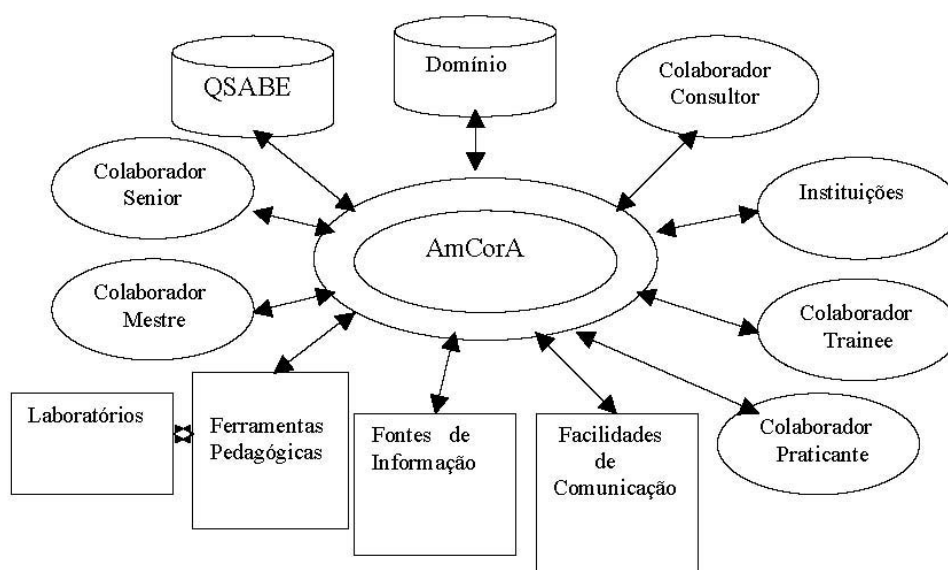 QSABE
Domínio
Colaborador
Consultor
Colaborador
Senior
Instituições
AmCorA
Colaborador
Mestre
Colaborador
Trainee
Laboratórios
Ferramentas
Pedagógicas
Fontes de
Informação
Facilidades
de
Comunicação
Colaborador
Praticante